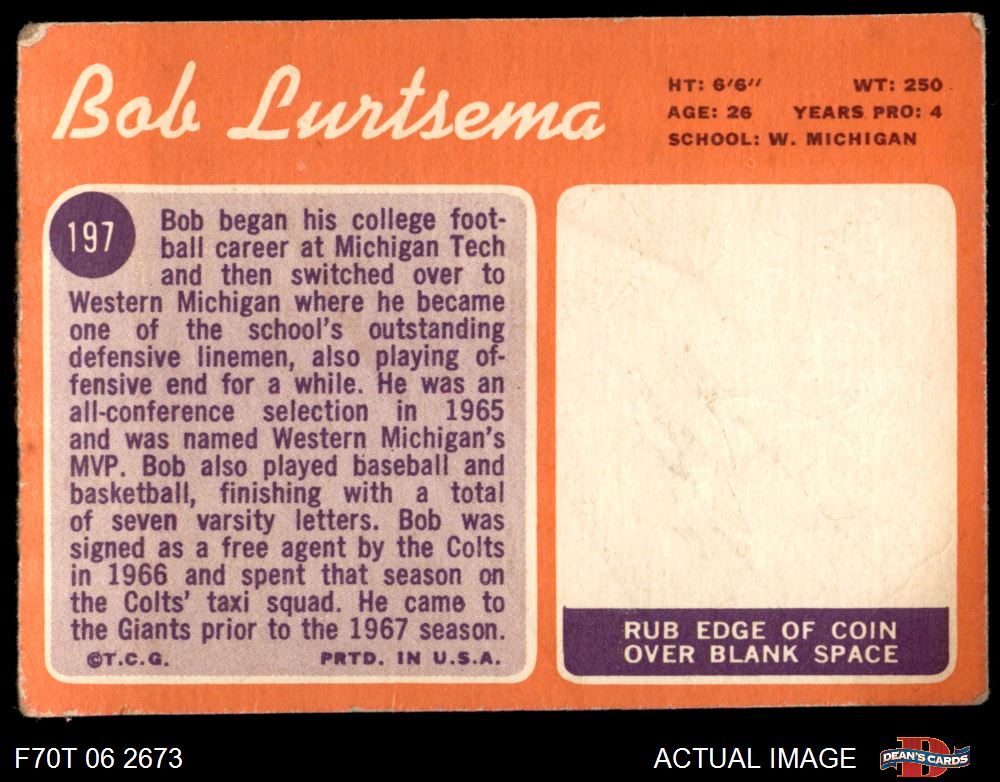 Bob Lurtsema
HT: 6'6" WT: 250
AGE: 26 YEARS PRO: 4
SCHOOL: W. MICHIGAN
197
Bob began his college foot-
ball career at Michigan Tech
and then switched over to
Western Michigan where he became
one of the school's outstanding
defensive linemen, also playing of-
fensive end for a while. He was an
all-conference selection in 1965
and was named Western Michigan's
MVP. Bob also played baseball and
basketball, finishing with a total
of seven varsity letters. Bob was
signed as a free agent by the Colts
in 1966 and spent that season on
the Colts' taxi squad. He came to
the Giants prior to the 1967 season.
©T.C.G. PRTD. IN U.S.A.
RUB EDGE OF COIN
OVER BLANK SPACE
F70T 06 2673
ACTUAL IMAGE
DEAN'S CARDS